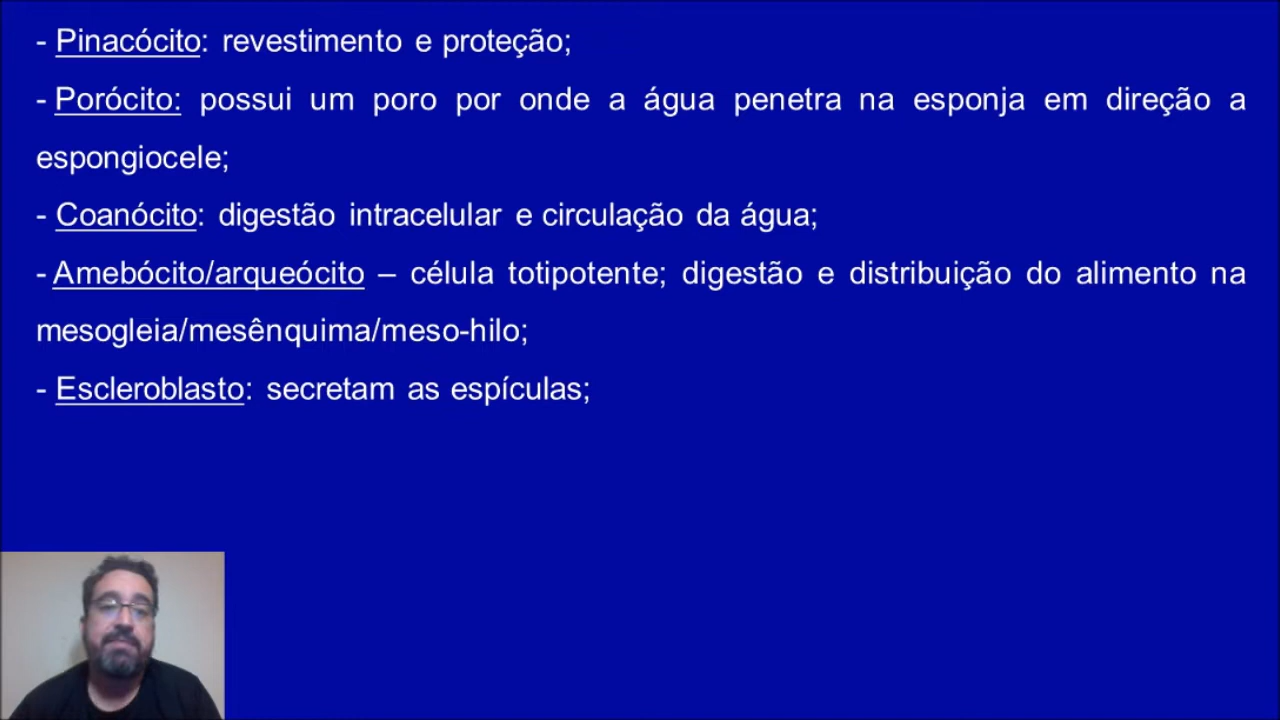 - Pinacócito: revestimento e proteção;
- Porócito: possui um poro por onde a água penetra na esponja em direção a
espongiocele;
- Coanócito: digestão intracelular e circulação da água;
- Amebócito/arqueócito – célula totipotente; digestão e distribuição do alimento na
mesogleia/mesênquima/meso-hilo;
- Escleroblasto: secretam as espículas;